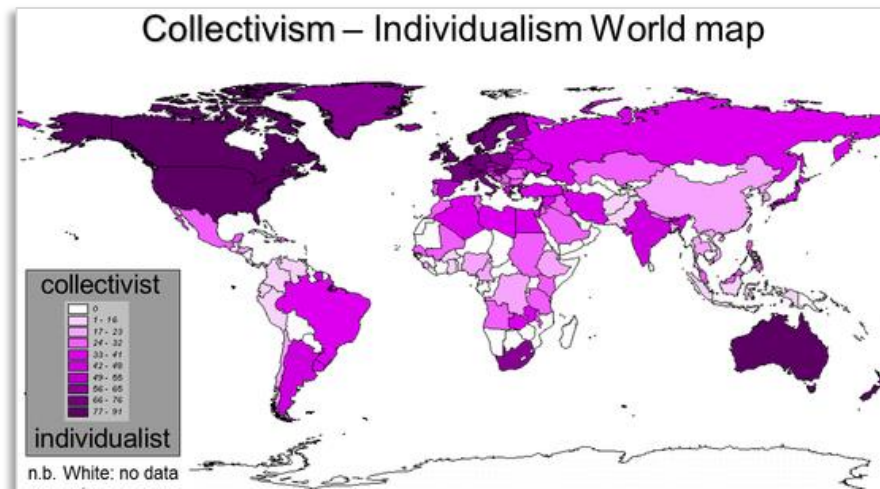 Collectivism – Individualism World map
collectivist
0
1 - 16
17 - 23
24 - 32
33 - 41
42 - 48
49 - 55
56 - 65
66 - 76
77 - 91
individualist
n.b. White: no data